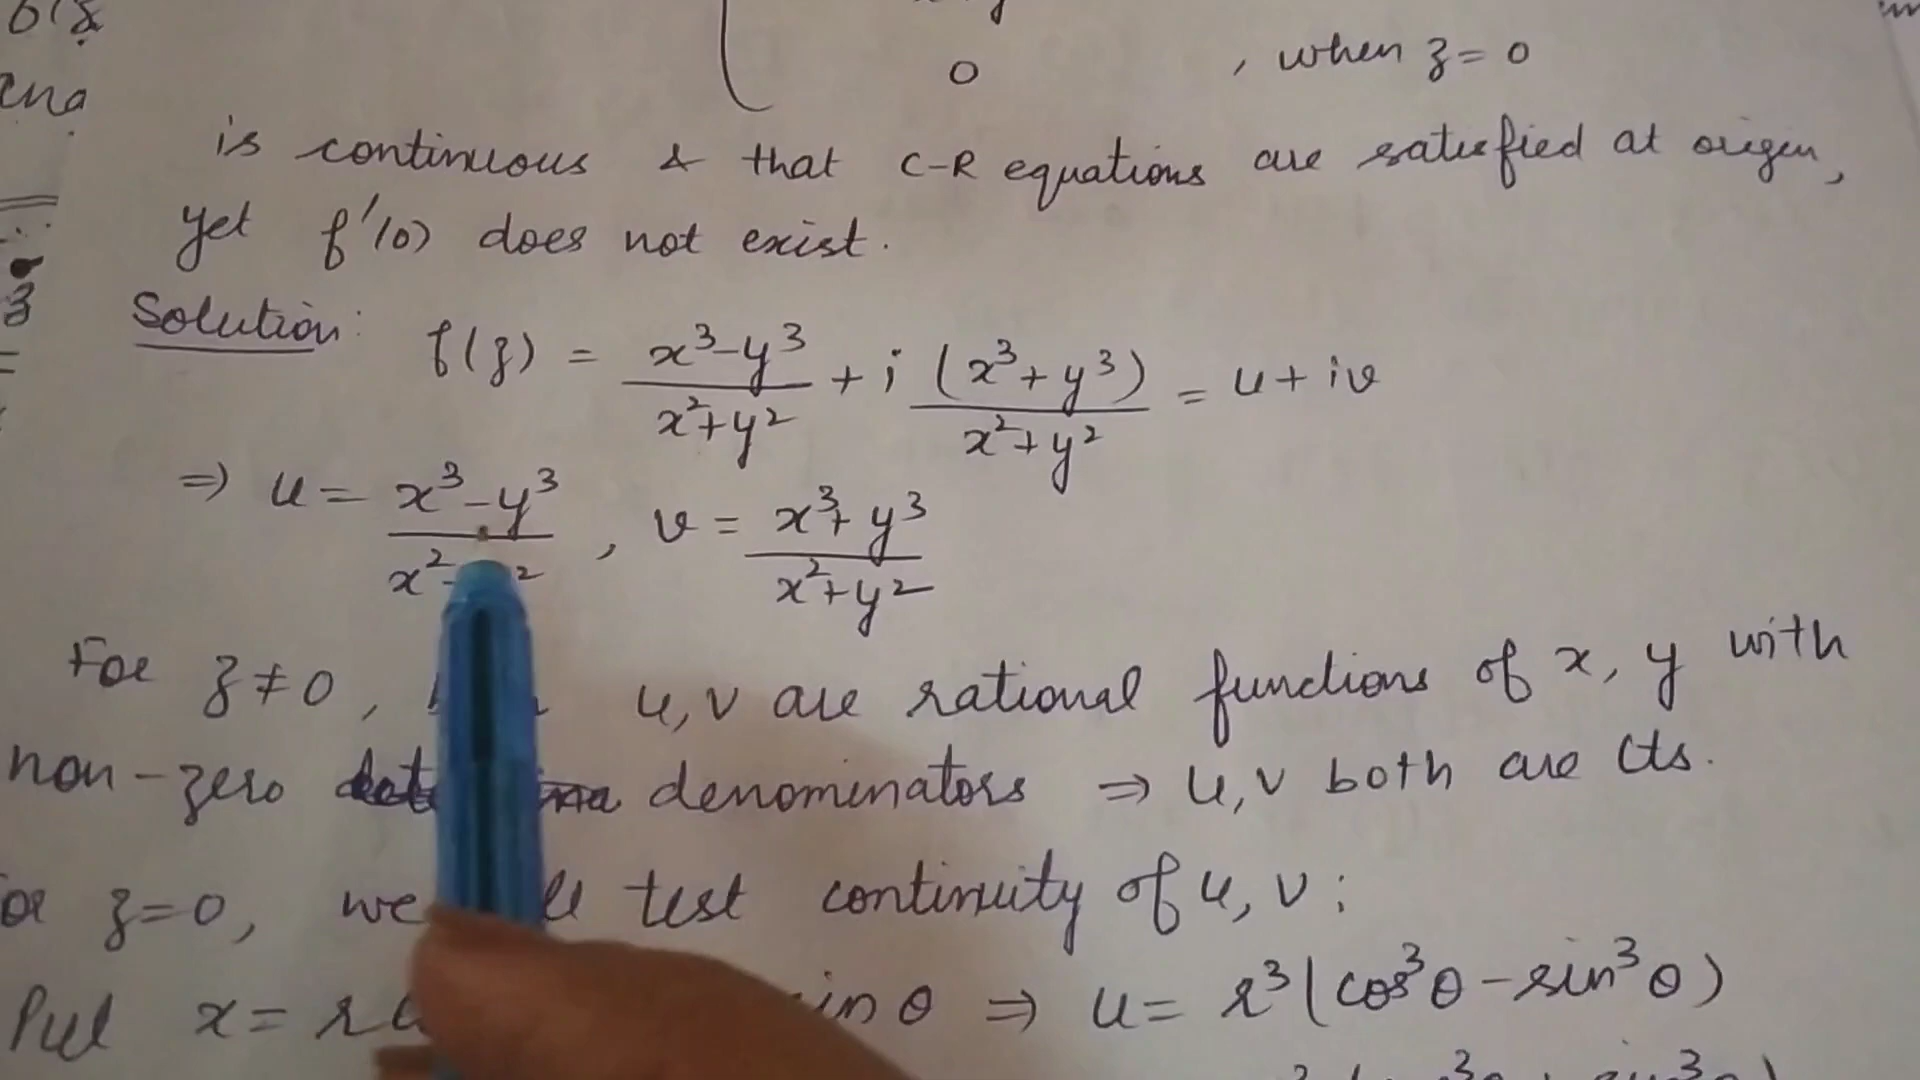 0 , when z = 0
is continuous & that C-R equations are satisfied at origin,
yet f'(0) does not exist.
Solution: f(z) = x³-y³/x²+y² + i (x³+y³)/x²+y² = u + iv
⇒ u = x³-y³/x² ², v = x³+y³/x²+y²
For z ≠ 0, u, v are rational functions of x, y with
non-zero denominators ⇒ u, v both are cts.
z=0, we test continuity of u, v :
Put x = r sin θ ⇒ u = r³(cos³θ - sin³θ)